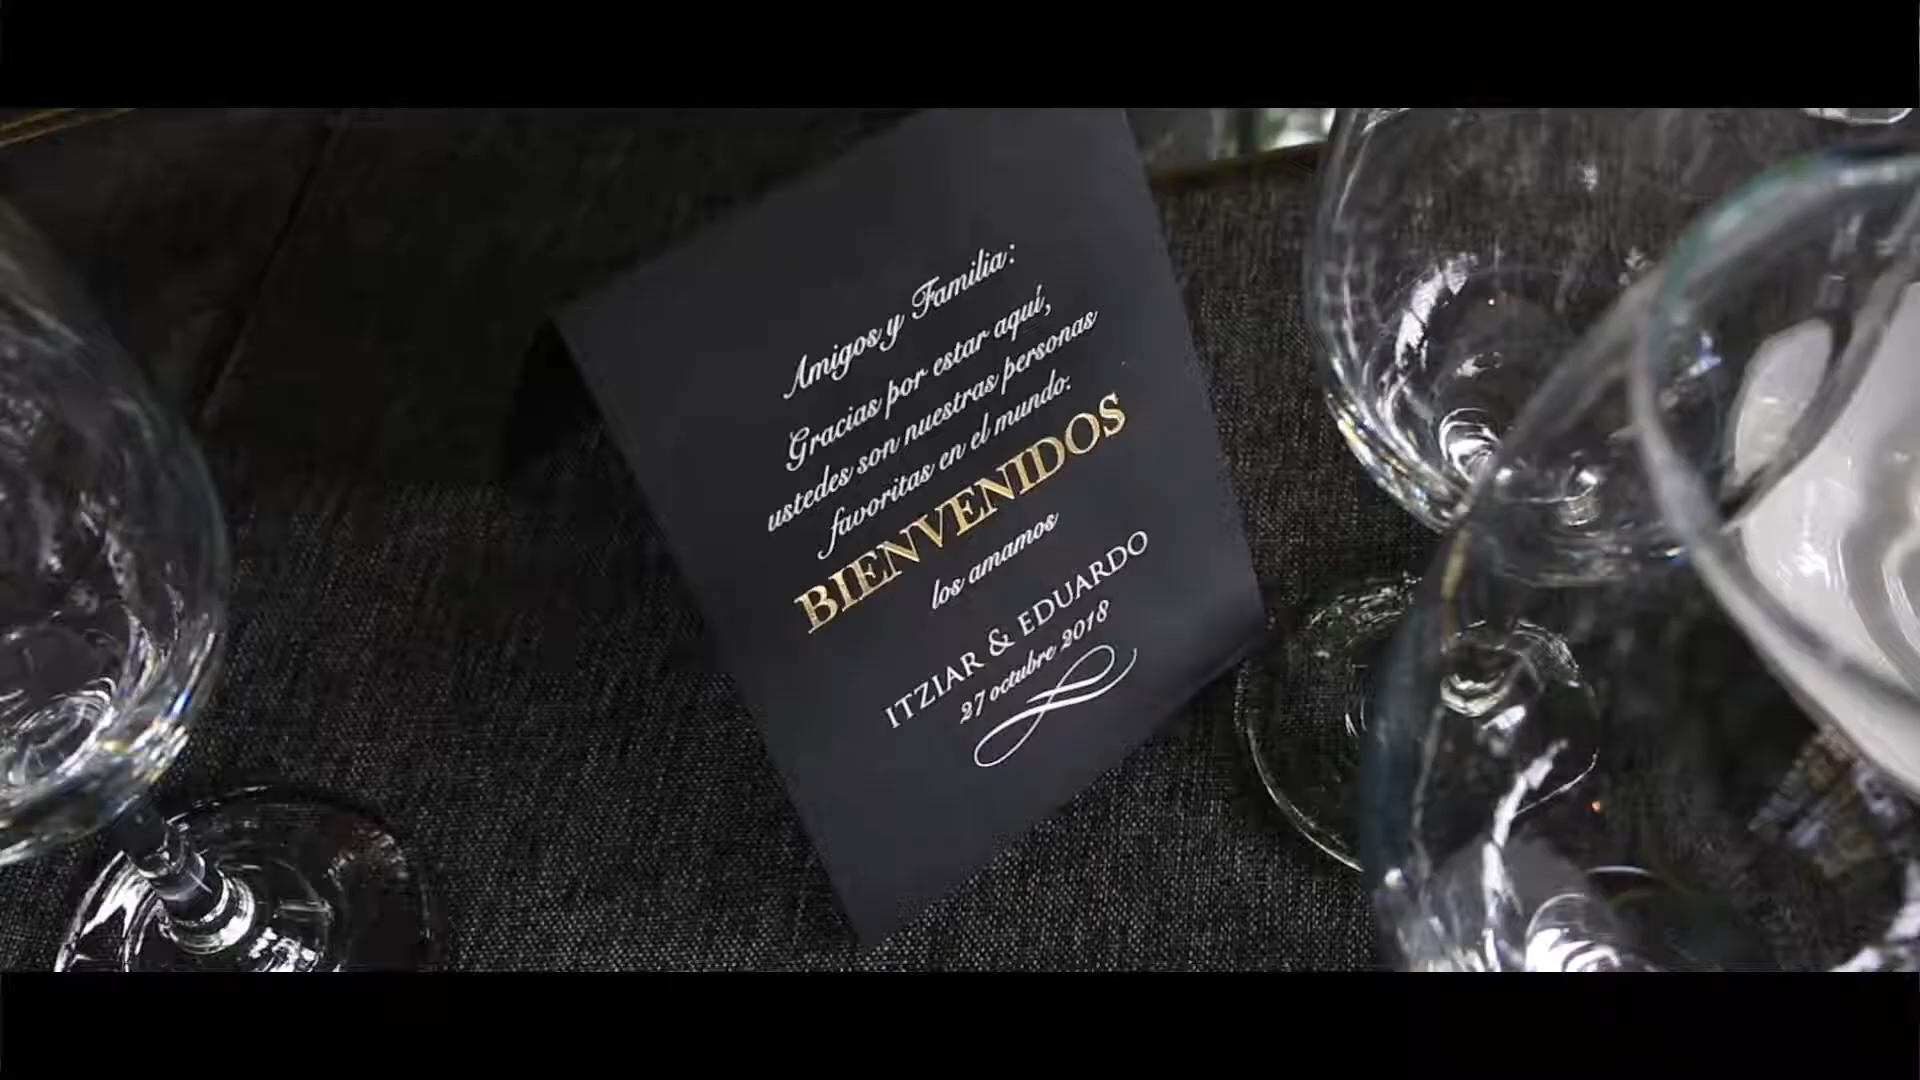 Amigos y Familia:
Gracias por estar aquí,
ustedes son nuestras personas
favoritas en el mundo.
BIENVENIDOS
los amamos
ITZIAR & EDUARDO
27 octubre 2018